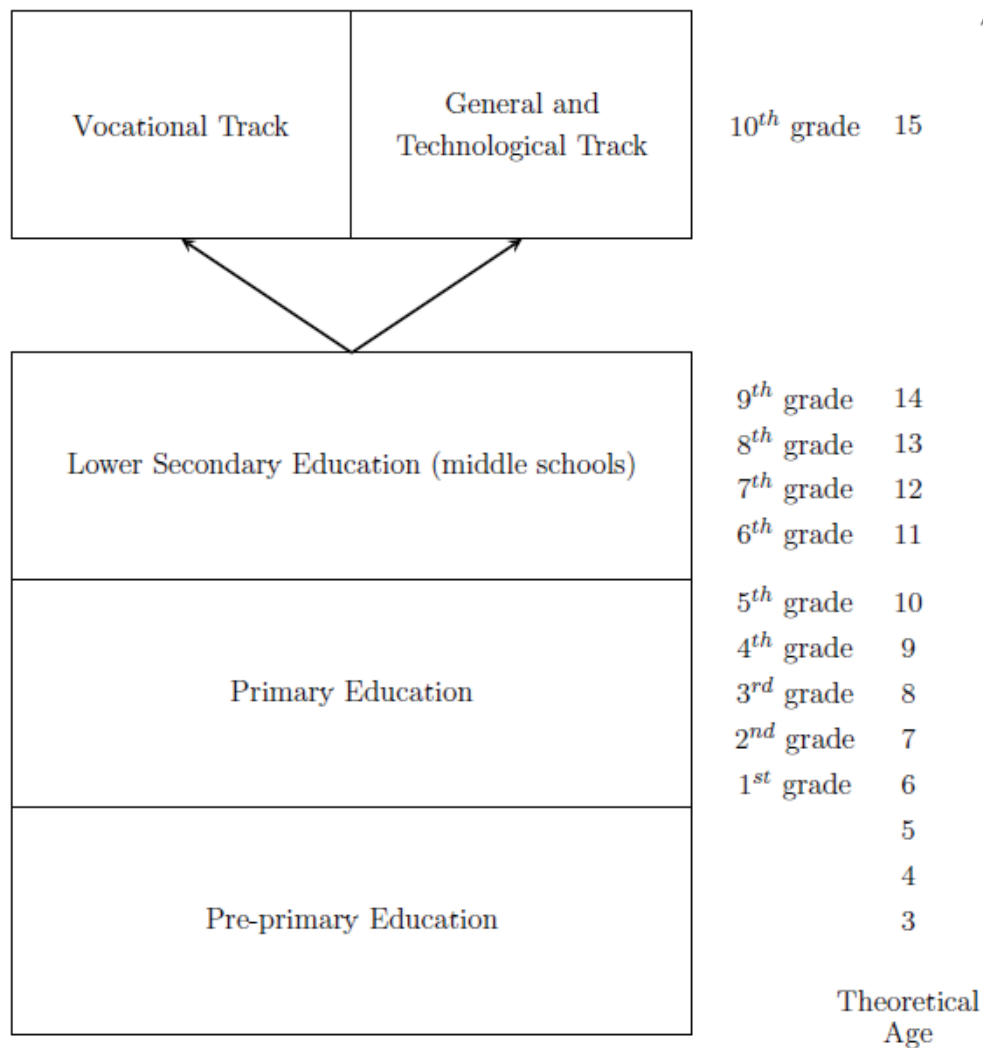 Vocational Track
General and
Technological Track
10th grade 15
Lower Secondary Education (middle schools)
9th grade 14
8th grade 13
7th grade 12
6th grade 11
Primary Education
5th grade 10
4th grade 9
3rd grade 8
2nd grade 7
1st grade 6
Pre-primary Education
5
4
3
Theoretical
Age